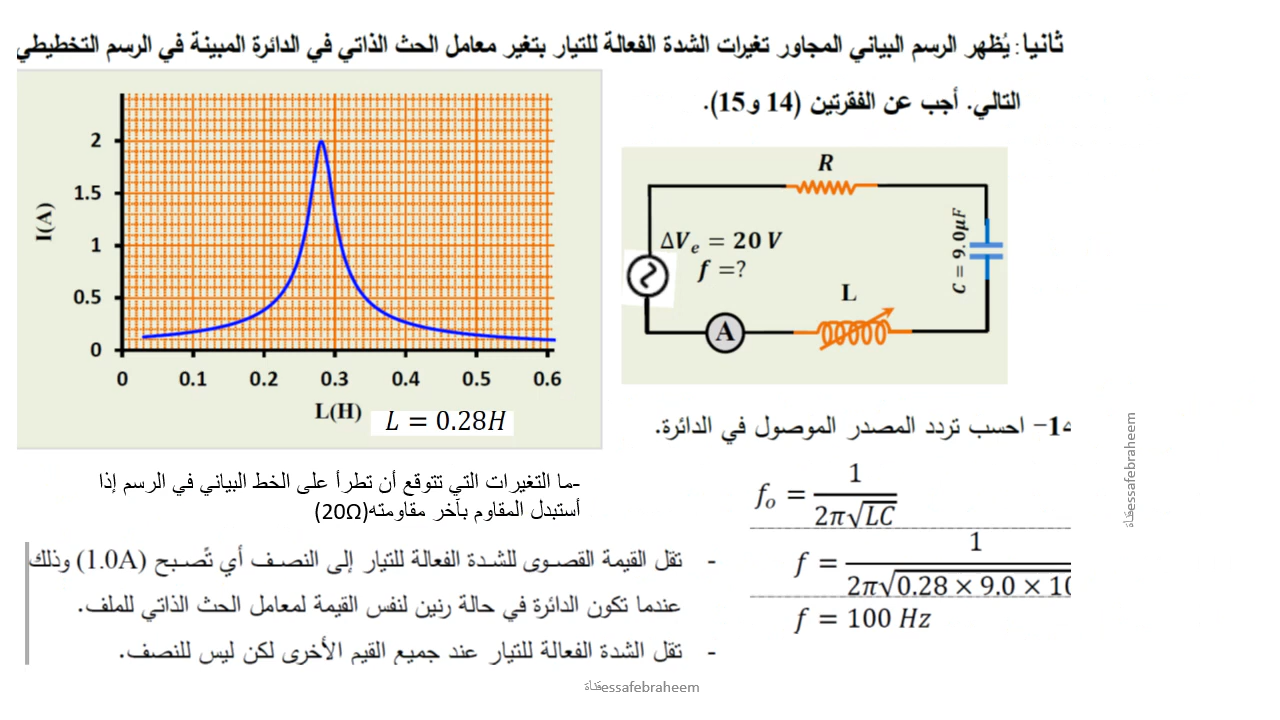 ثانيا: يُظهر الرسم البياني المجاور تغيرات الشدة الفعالة للتيار بتغير معامل الحث الذاتي في الدائرة المبينة في الرسم التخطيطي
التالي. أجب عن الفقرتين (14 و15).
I(A)
2
1.5
1
0.5
0
0 0.1 0.2 0.3 0.4 0.5 0.6
L(H)
L = 0.28H
R
ΔVₑ = 20 V
f =?
C = 9.0μF
L
A
14- احسب تردد المصدر الموصول في الدائرة.
fₒ = 1 / 2π√LC
f = 1 / 2π√0.28 × 9.0 × 10
f = 100 Hz
-ما التغيرات التي تتوقع أن تطرأ على الخط البياني في الرسم إذا
أستبدل المقاوم بآخر مقاومته(20Ω)
- تقل القيمة القصوى للشدة الفعالة للتيار إلى النصف أي تُصبح (1.0A) وذلك
عندما تكون الدائرة في حالة رنين لنفس القيمة لمعامل الحث الذاتي للملف.
- تقل الشدة الفعالة للتيار عند جميع القيم الأخرى لكن ليس للنصف.
قناةessafebraheem
قناةessafebraheem